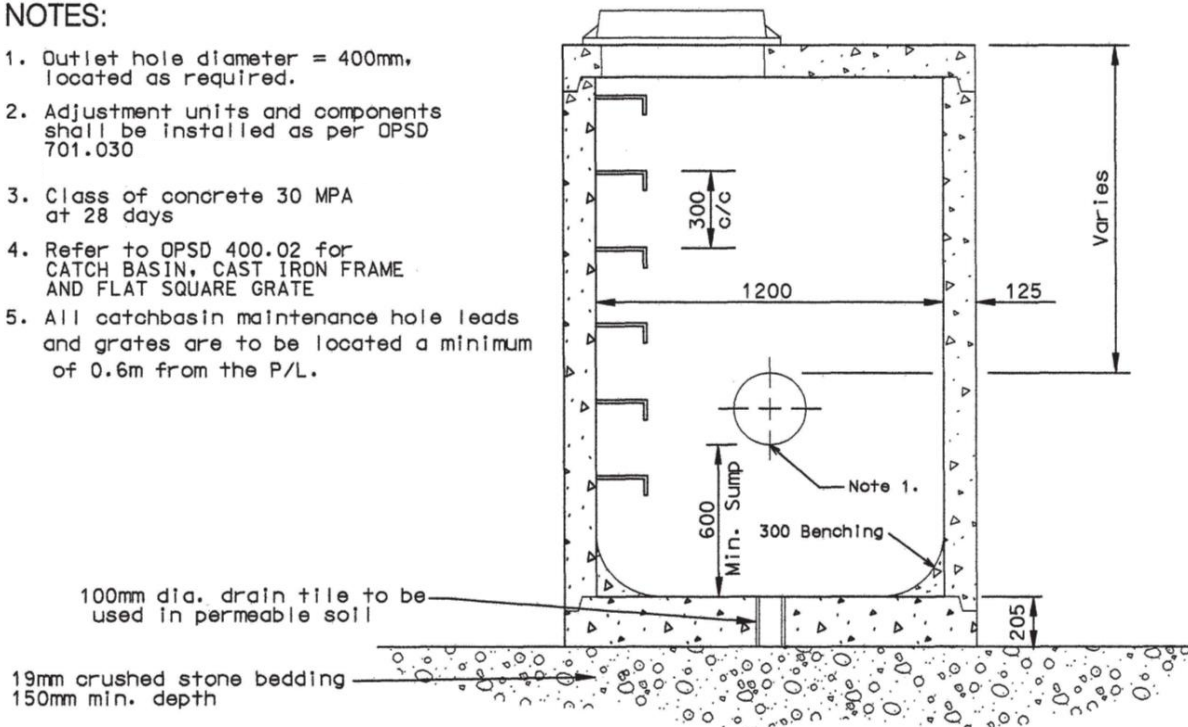 NOTES:
1. Outlet hole diameter = 400mm,
located as required.
2. Adjustment units and components
shall be installed as per OPSD
701.030
3. Class of concrete 30 MPA
at 28 days
4. Refer to OPSD 400.02 for
CATCH BASIN, CAST IRON FRAME
AND FLAT SQUARE GRATE
5. All catchbasin maintenance hole leads
and grates are to be located a minimum
of 0.6m from the P/L.
300
c/c
Varies
1200
125
600
Min. Sump
Note 1.
300 Benching
100mm dia. drain tile to be
used in permeable soil
205
19mm crushed stone bedding
150mm min. depth